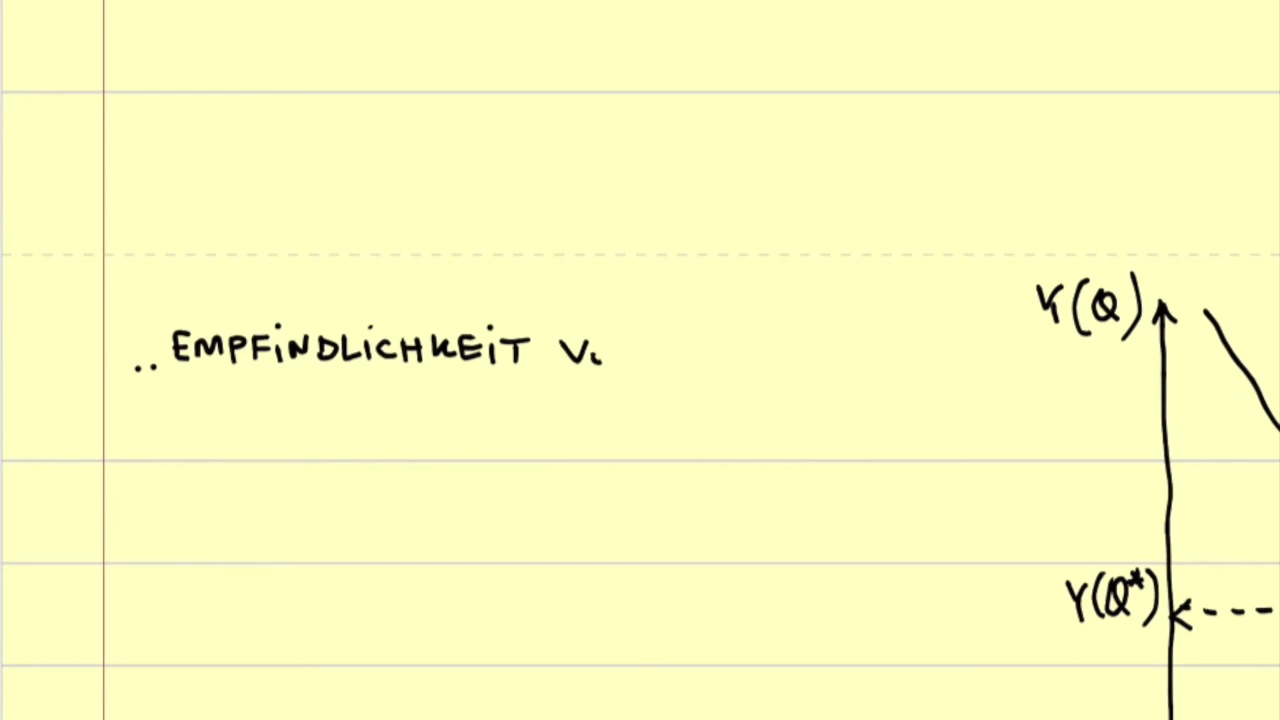 .. EMPFiNDLiCHKEiT V.
Y(Q)
Y(Q*)